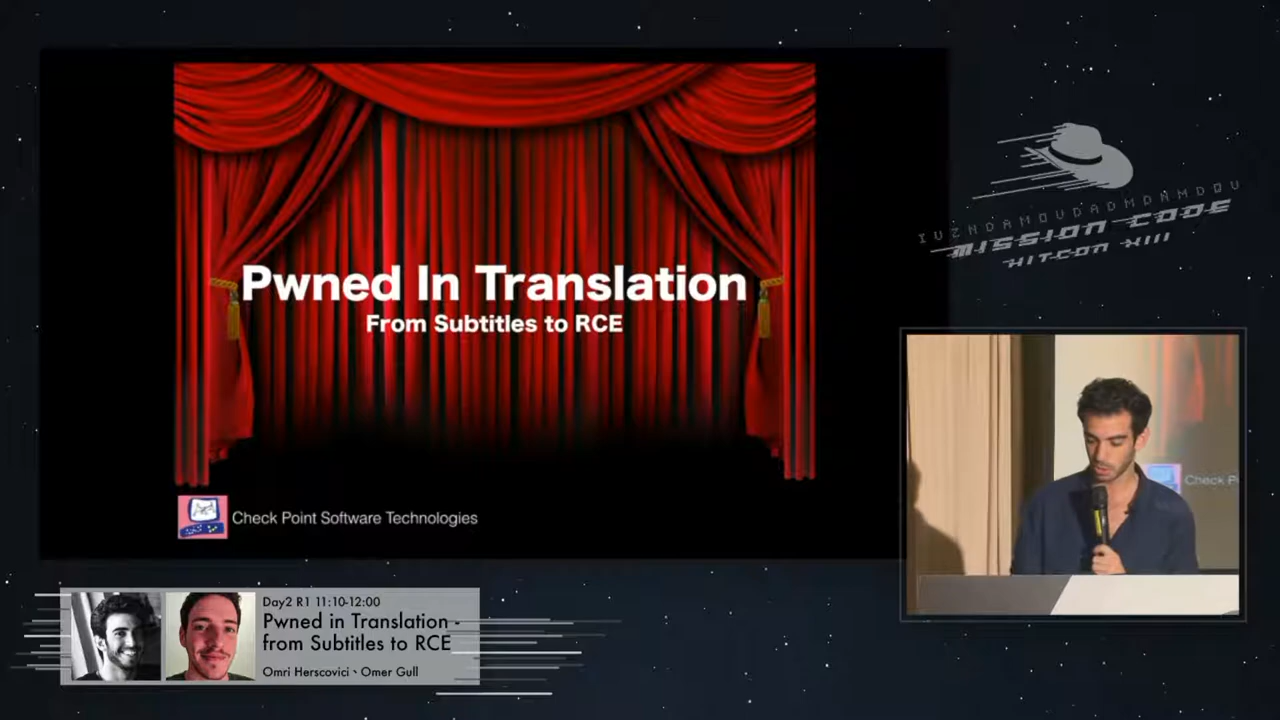 Pwned In Translation
From Subtitles to RCE
Check Point Software Technologies
MISSION CODE
HITCON XIII
Check P
Day2 R1 11:10-12:00
Pwned in Translation -
from Subtitles to RCE
Omri Herscovici、Omer Gull